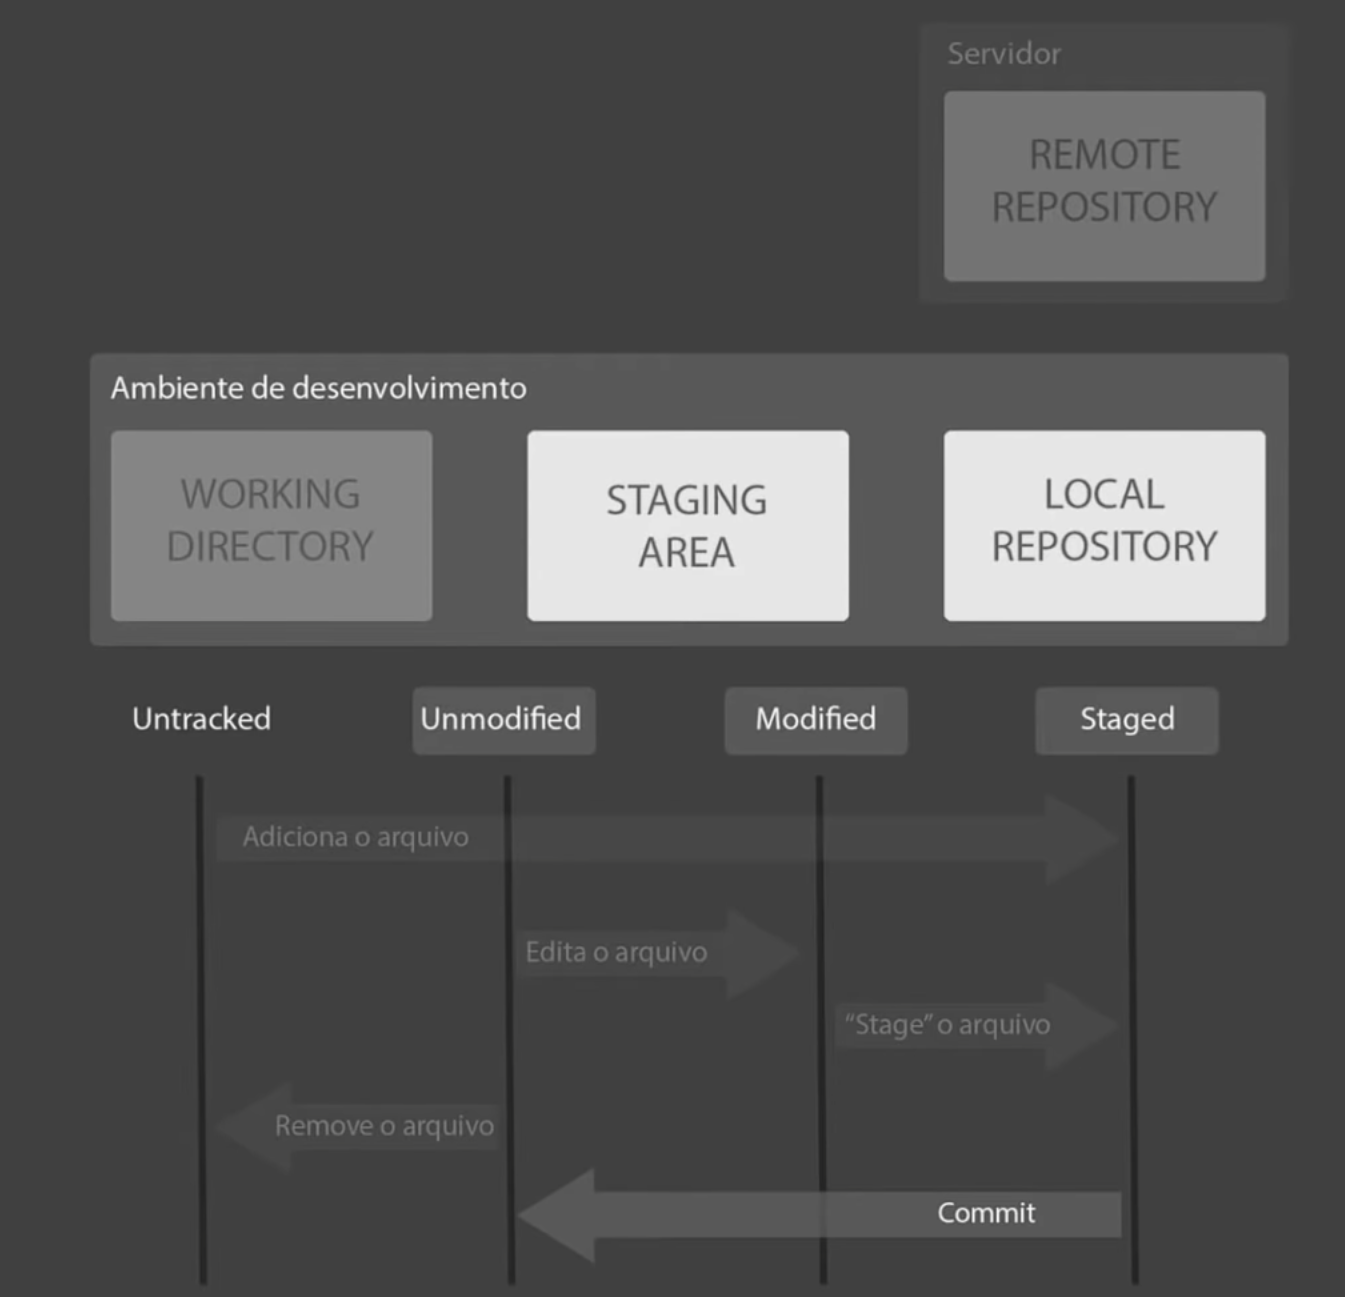 Servidor
REMOTE
REPOSITORY
Ambiente de desenvolvimento
WORKING
DIRECTORY
STAGING
AREA
LOCAL
REPOSITORY
Untracked
Unmodified
Modified
Staged
Adiciona o arquivo
Edita o arquivo
“Stage” o arquivo
Remove o arquivo
Commit